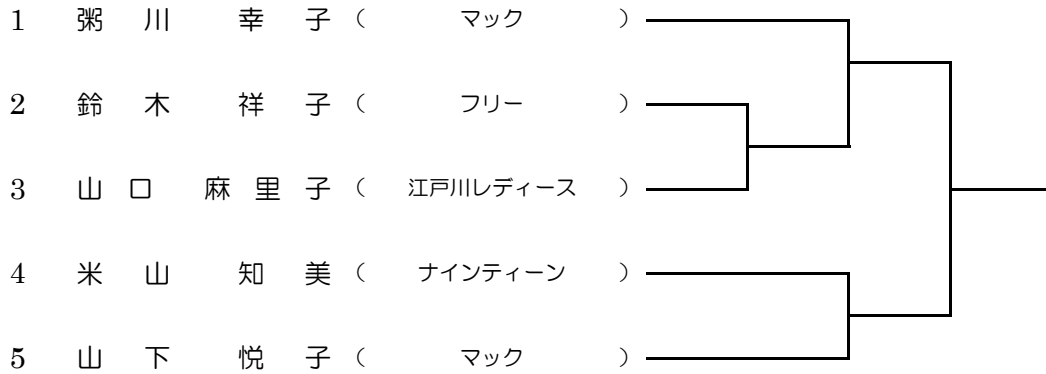 1 粥川 幸子 ( マック )
2 鈴木 祥子 ( フリー )
3 山口 麻里子 ( 江戸川レディース )
4 米山 知美 ( ナインティーン )
5 山下 悦子 ( マック )